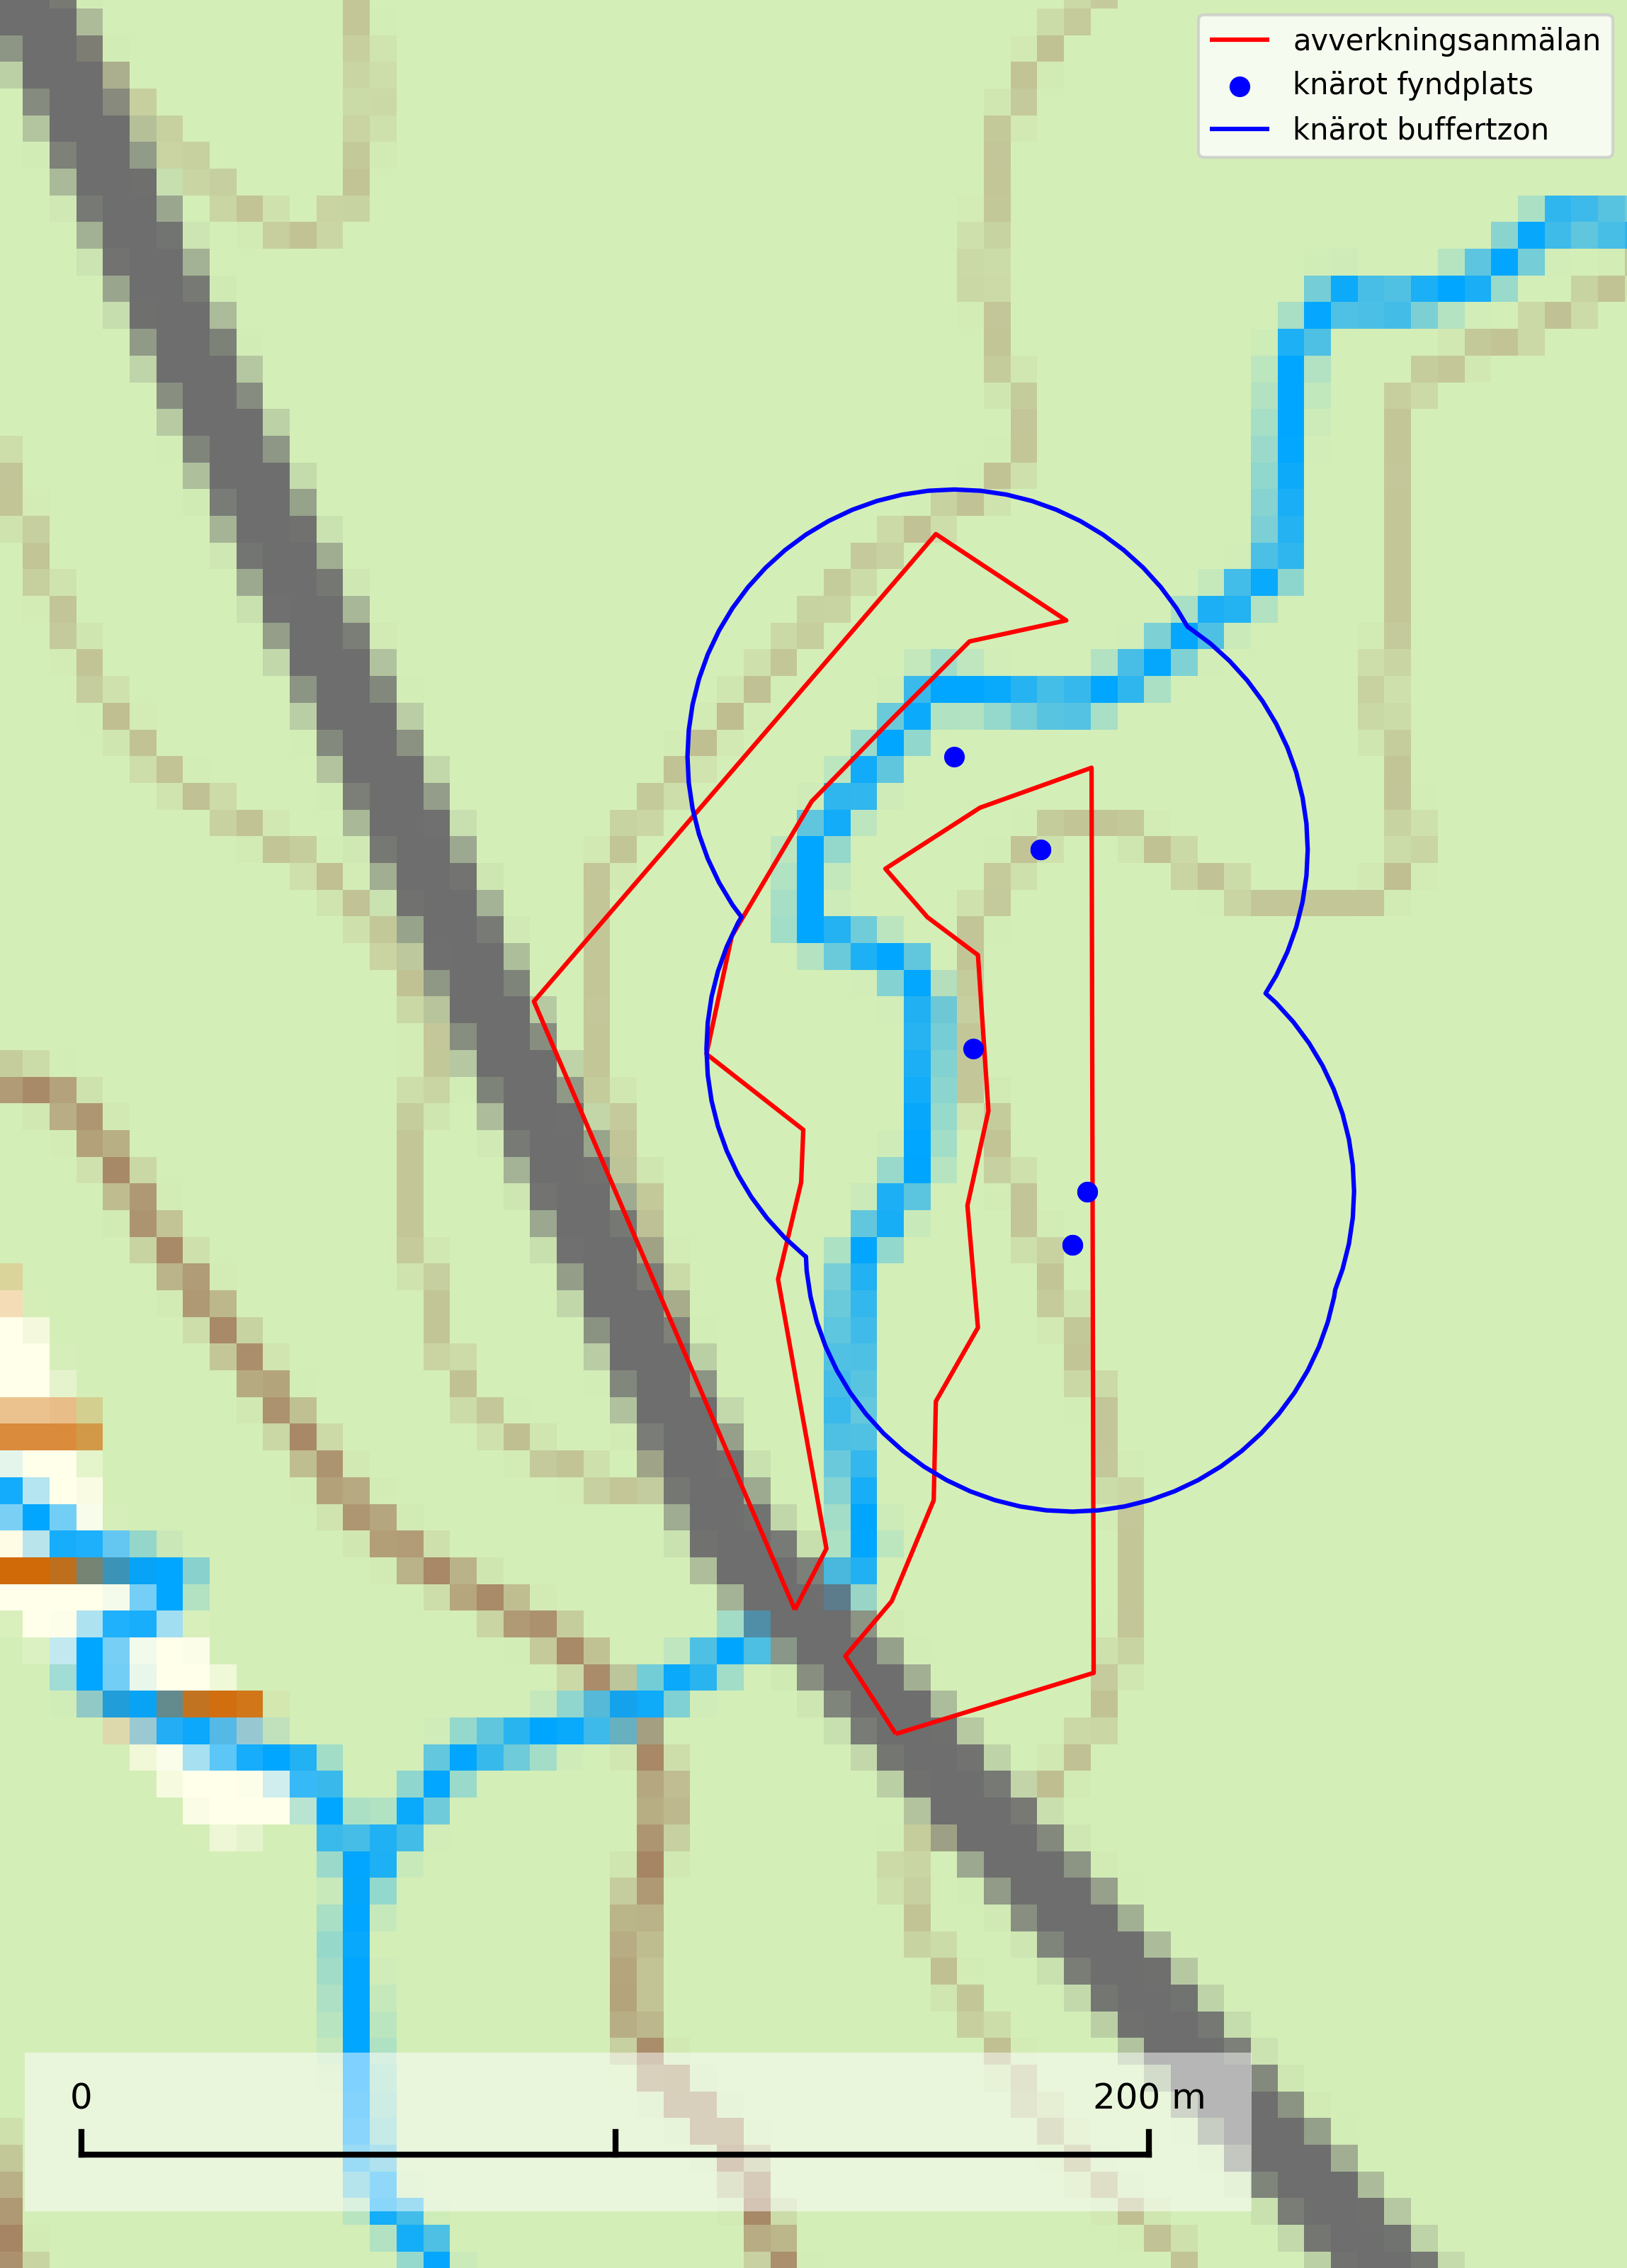 avverkningsanmälan
knärot fyndplats
knärot buffertzon
0 200 m